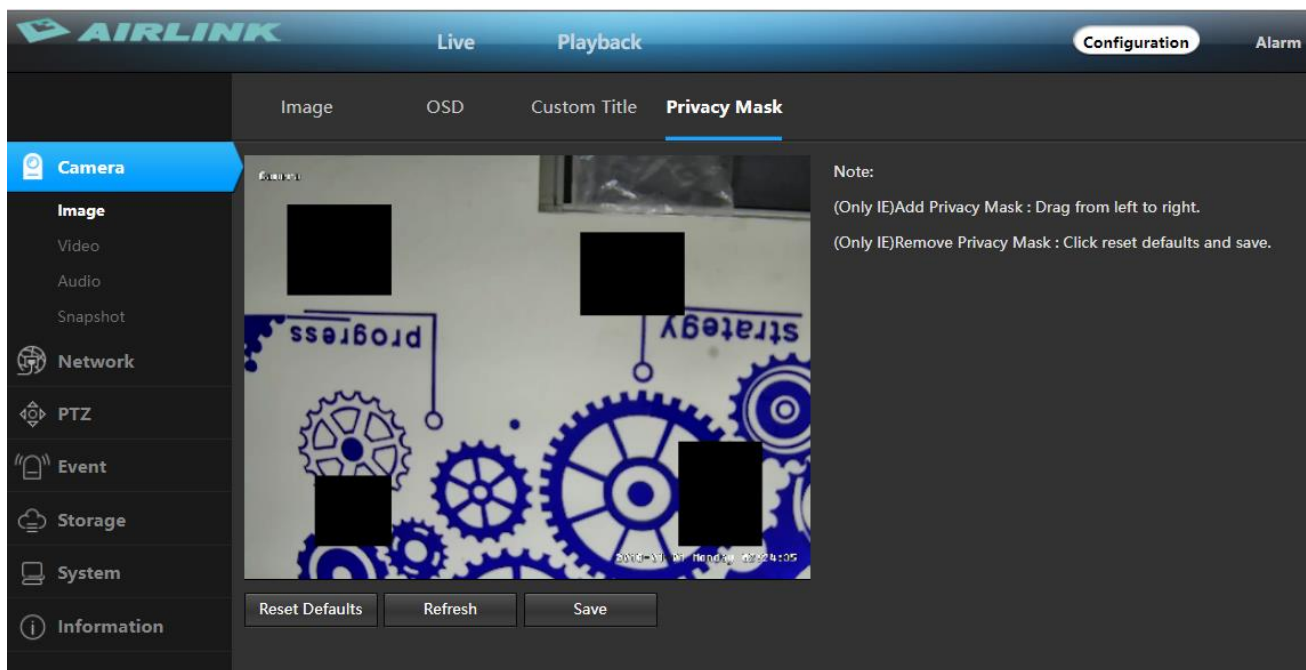 AIRLINK
Live Playback Configuration Alarm
Image OSD Custom Title Privacy Mask
Camera
Image
Video
Audio
Snapshot
Network
PTZ
Event
Storage
System
Information
Camera
progress
strategy
Monday
Note:
(Only IE)Add Privacy Mask : Drag from left to right.
(Only IE)Remove Privacy Mask : Click reset defaults and save.
Reset Defaults Refresh Save